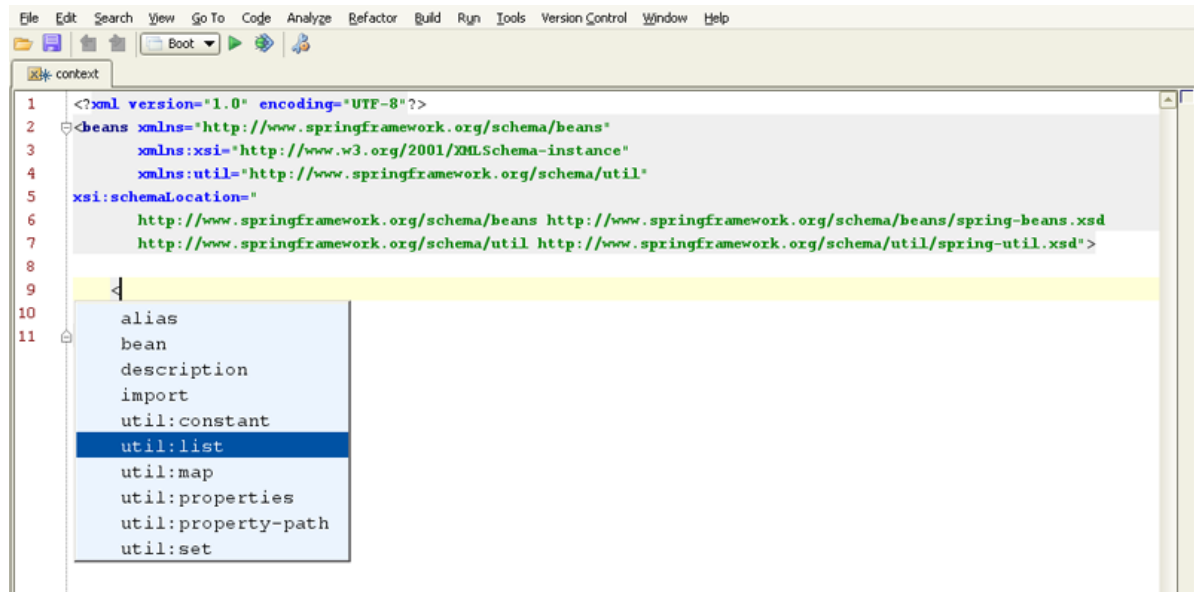 File Edit Search View Go To Code Analyze Refactor Build Run Tools Version Control Window Help
Boot
context
1 <?xml version="1.0" encoding="UTF-8"?>
2 <beans xmlns="http://www.springframework.org/schema/beans"
3 xmlns:xsi="http://www.w3.org/2001/XMLSchema-instance"
4 xmlns:util="http://www.springframework.org/schema/util"
5 xsi:schemaLocation="
6 http://www.springframework.org/schema/beans http://www.springframework.org/schema/beans/spring-beans.xsd
7 http://www.springframework.org/schema/util http://www.springframework.org/schema/util/spring-util.xsd">
8
9 <
10
11
alias
bean
description
import
util:constant
util:list
util:map
util:properties
util:property-path
util:set